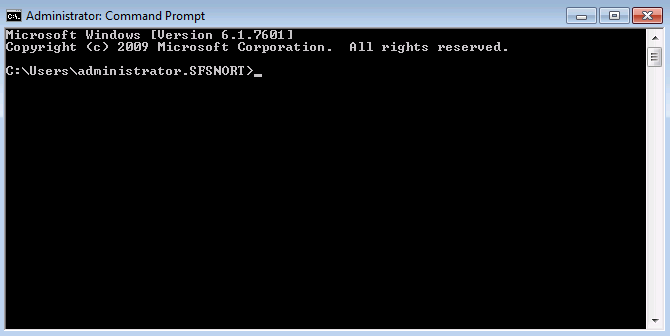 Administrator: Command Prompt
Microsoft Windows [Version 6.1.7601]
Copyright (c) 2009 Microsoft Corporation.  All rights reserved.
C:\Users\administrator.SFSNORT>_